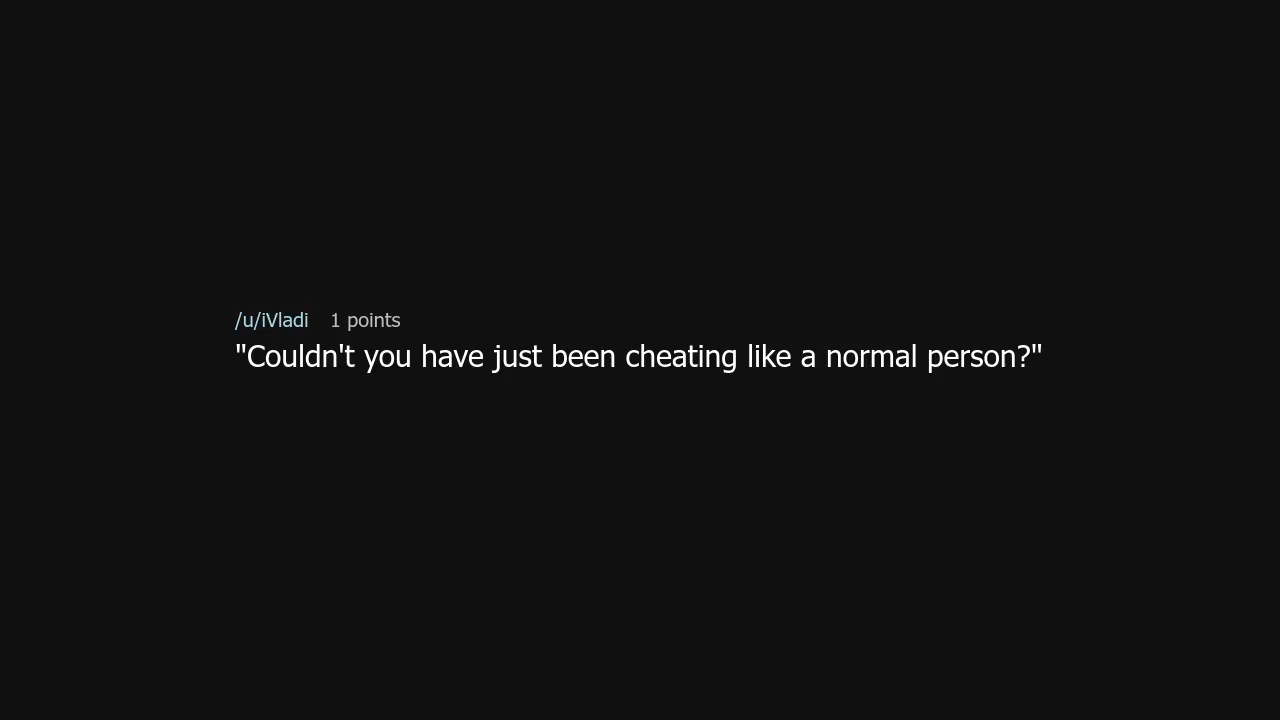 /u/iVladi 1 points
"Couldn't you have just been cheating like a normal person?"